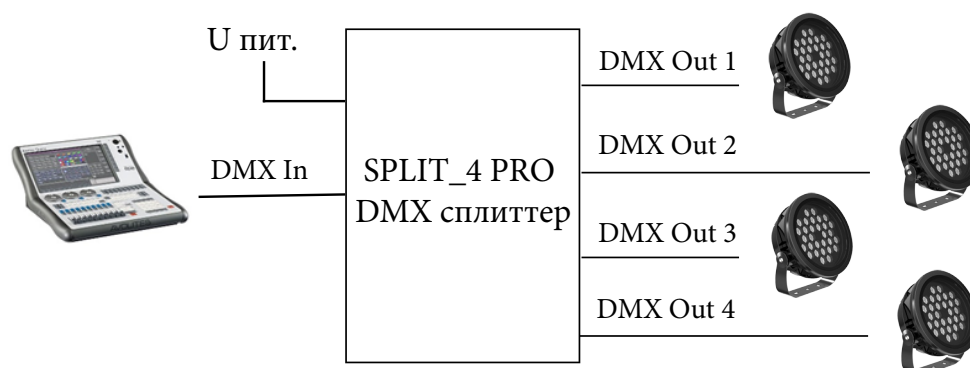 U пит.
DMX In
SPLIT_4 PRO
DMX сплиттер
DMX Out 1
DMX Out 2
DMX Out 3
DMX Out 4